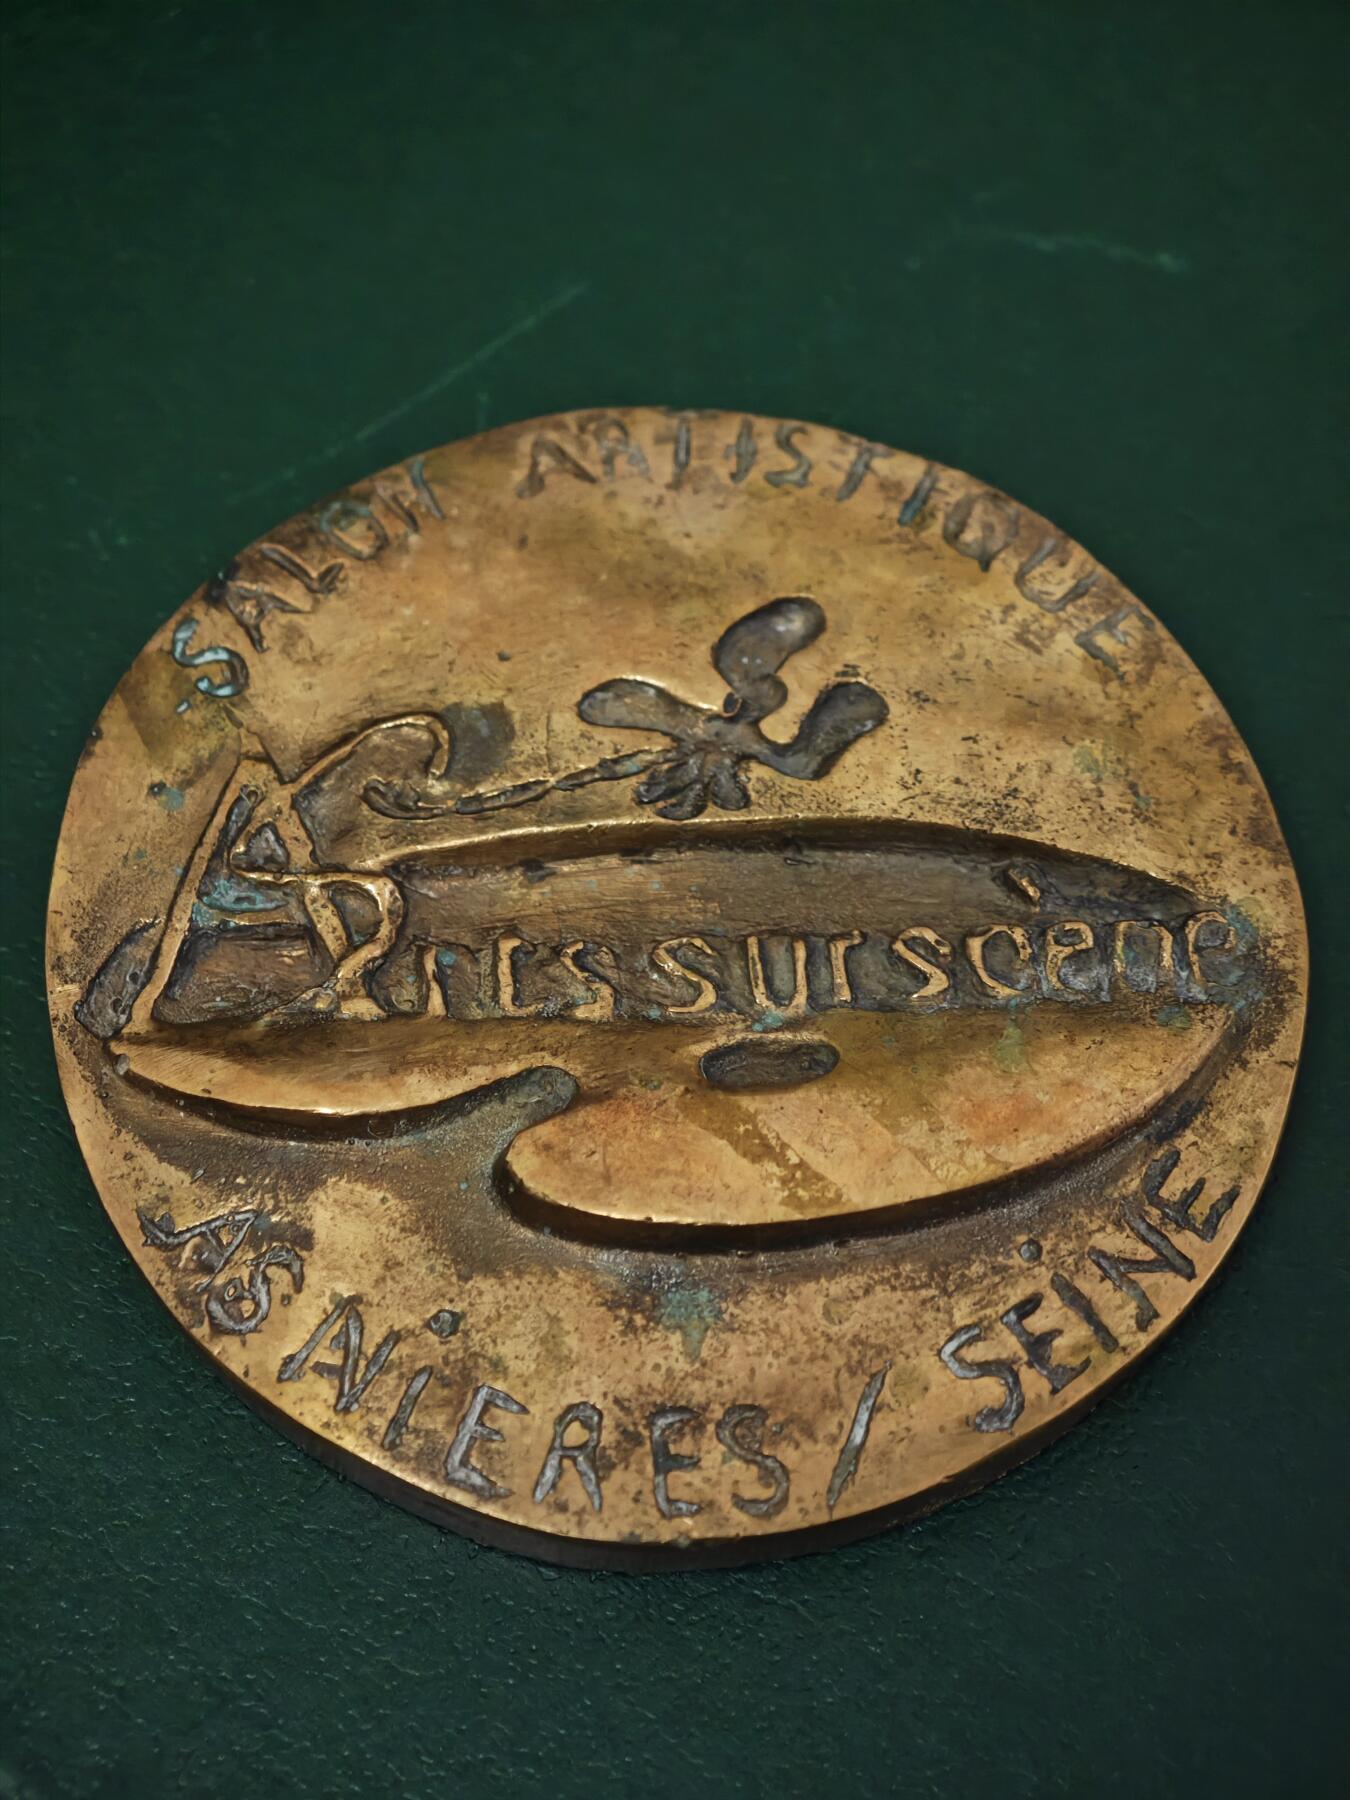 SALON ARTISTIQUE
Arts sur scène
ASNiERES / SEiNE